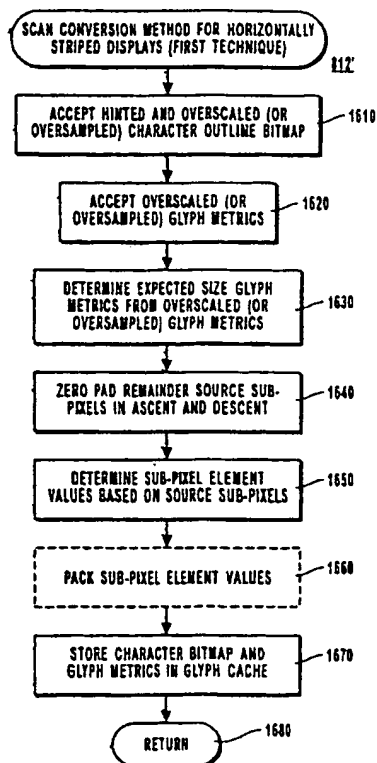 SCAN CONVERSION METHOD FOR HORIZONTALLY
STRIPED DISPLAYS (FIRST TECHNIQUE)
812'
ACCEPT HINTED AND OVERSCALED (OR
OVERSAMPLED) CHARACTER OUTLINE BITMAP
1610
ACCEPT OVERSCALED (OR
OVERSAMPLED) GLYPH METRICS
1620
DETERMINE EXPECTED SIZE GLYPH
METRICS FROM OVERSCALED (OR
OVERSAMPLED) GLYPH METRICS
1630
ZERO PAD REMAINDER SOURCE SUB-
PIXELS IN ASCENT AND DESCENT
1640
DETERMINE SUB-PIXEL ELEMENT
VALUES BASED ON SOURCE SUB-PIXELS
1650
PACK SUB-PIXEL ELEMENT VALUES
1660
STORE CHARACTER BITMAP AND
GLYPH METRICS IN GLYPH CACHE
1670
RETURN
1680